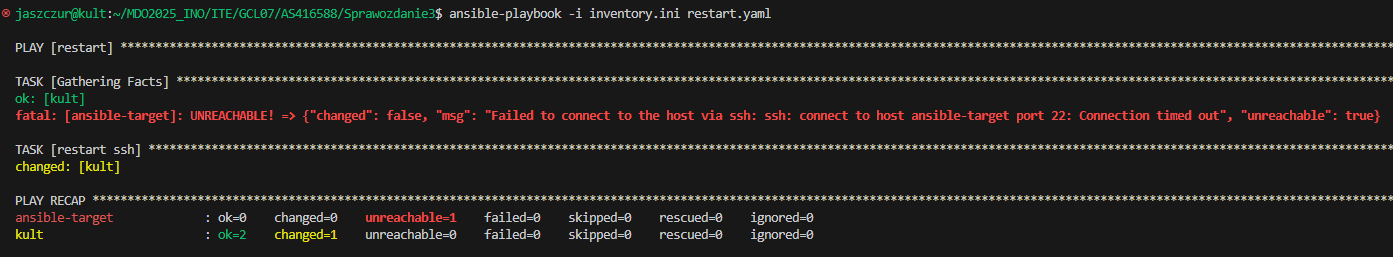 jaszczur@kult:~/MDO2025_INO/ITE/GCL07/AS416588/Sprawozdanie3$ ansible-playbook -i inventory.ini restart.yaml
PLAY [restart] ****************************************************************************************************
TASK [Gathering Facts] ****************************************************************************************************
ok: [kult]
fatal: [ansible-target]: UNREACHABLE! => {"changed": false, "msg": "Failed to connect to the host via ssh: ssh: connect to host ansible-target port 22: Connection timed out", "unreachable": true}
TASK [restart ssh] ****************************************************************************************************
changed: [kult]
PLAY RECAP ****************************************************************************************************
ansible-target : ok=0 changed=0 unreachable=1 failed=0 skipped=0 rescued=0 ignored=0
kult : ok=2 changed=1 unreachable=0 failed=0 skipped=0 rescued=0 ignored=0